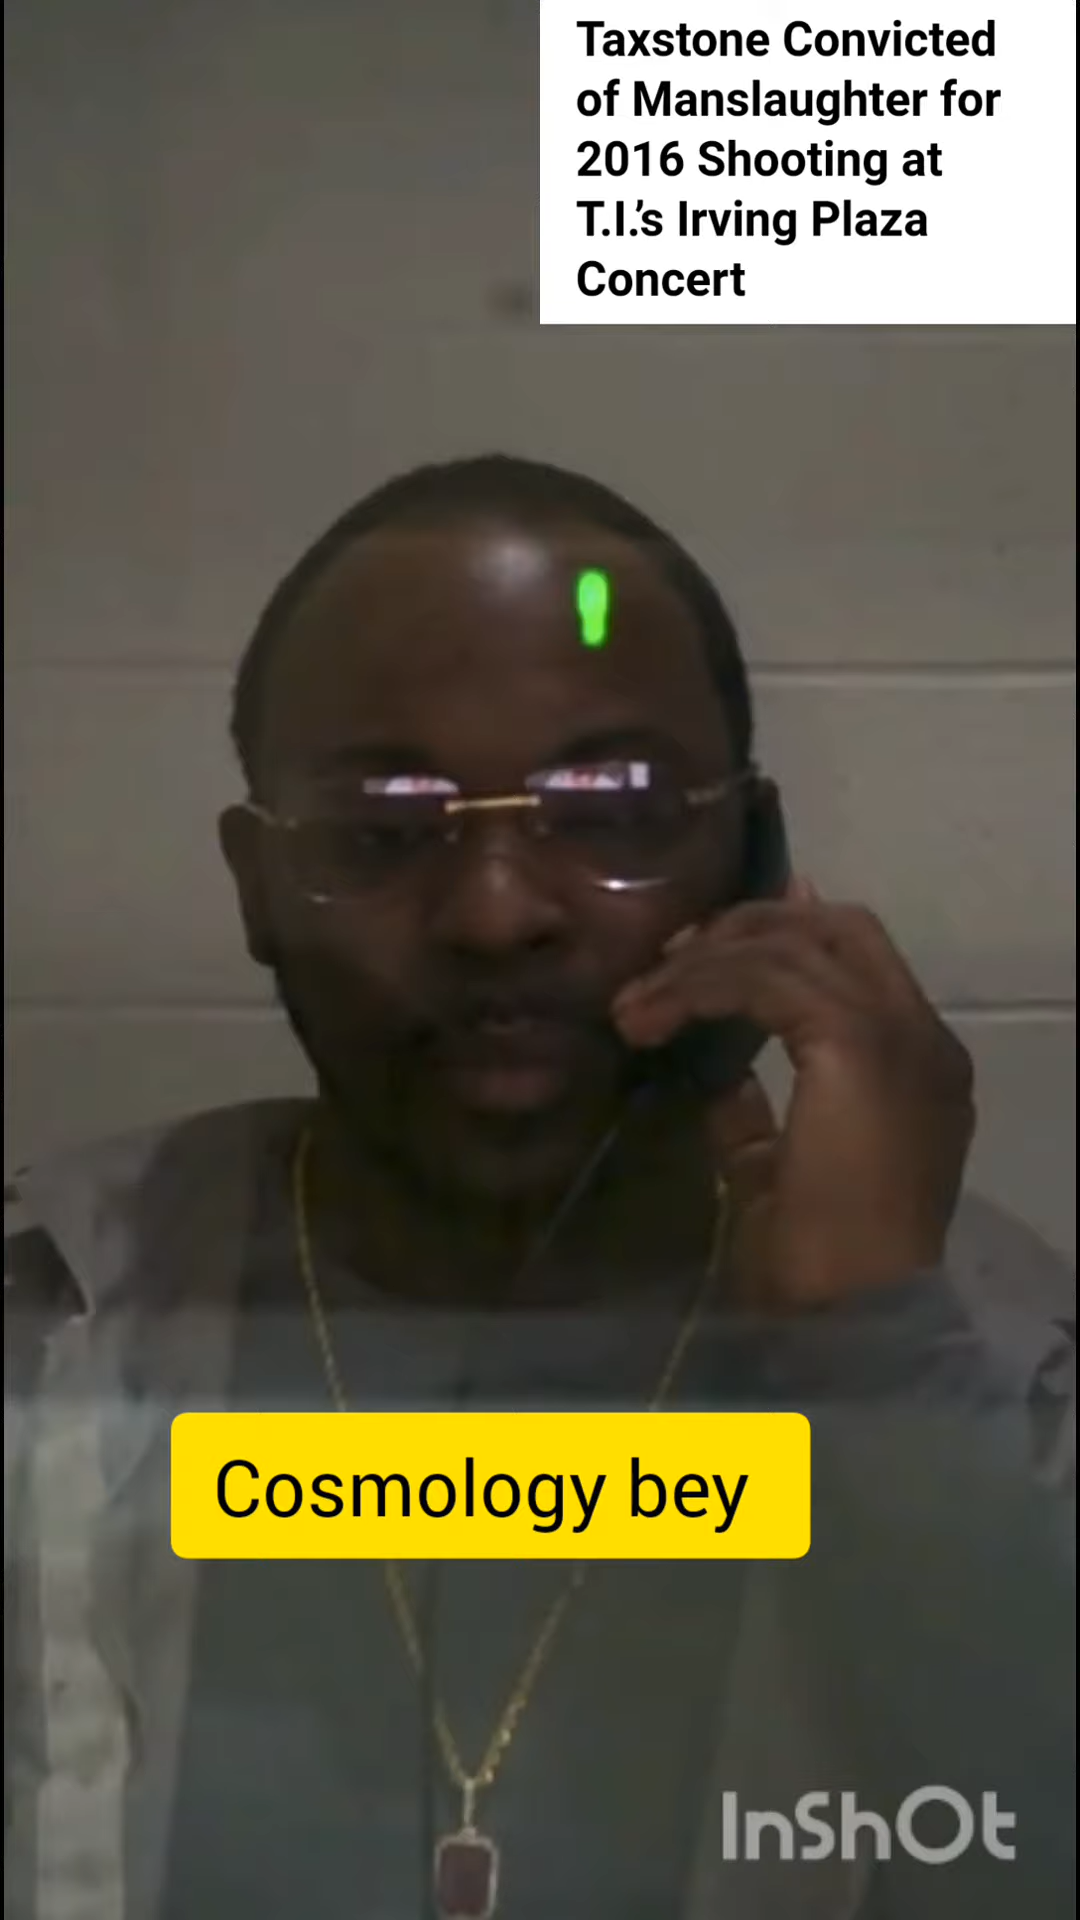 Taxstone Convicted
of Manslaughter for
2016 Shooting at
T.I.’s Irving Plaza
Concert
Cosmology bey
InShOt